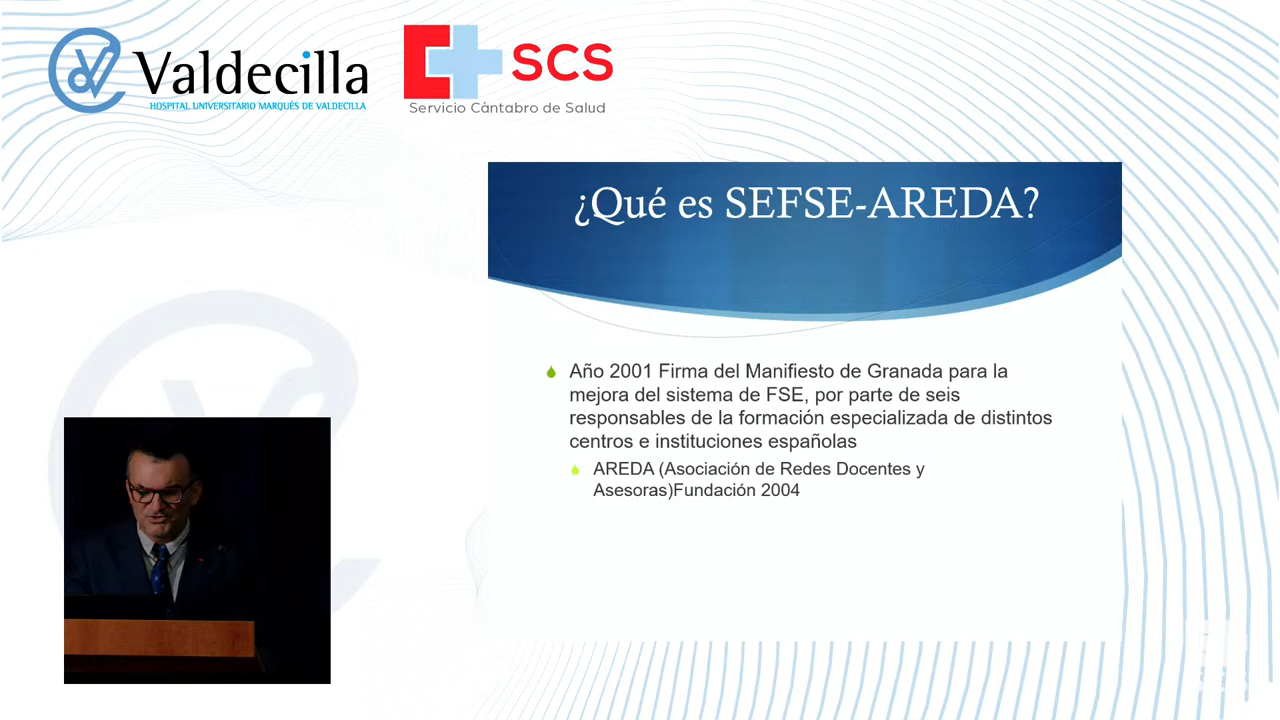 Valdecilla
HOSPITAL UNIVERSITARIO MARQUÉS DE VALDECILLA
SCS
Servicio Cántabro de Salud
¿Qué es SEFSE-AREDA?
Año 2001 Firma del Manifiesto de Granada para la
mejora del sistema de FSE, por parte de seis
responsables de la formación especializada de distintos
centros e instituciones españolas
AREDA (Asociación de Redes Docentes y
Asesoras)Fundación 2004